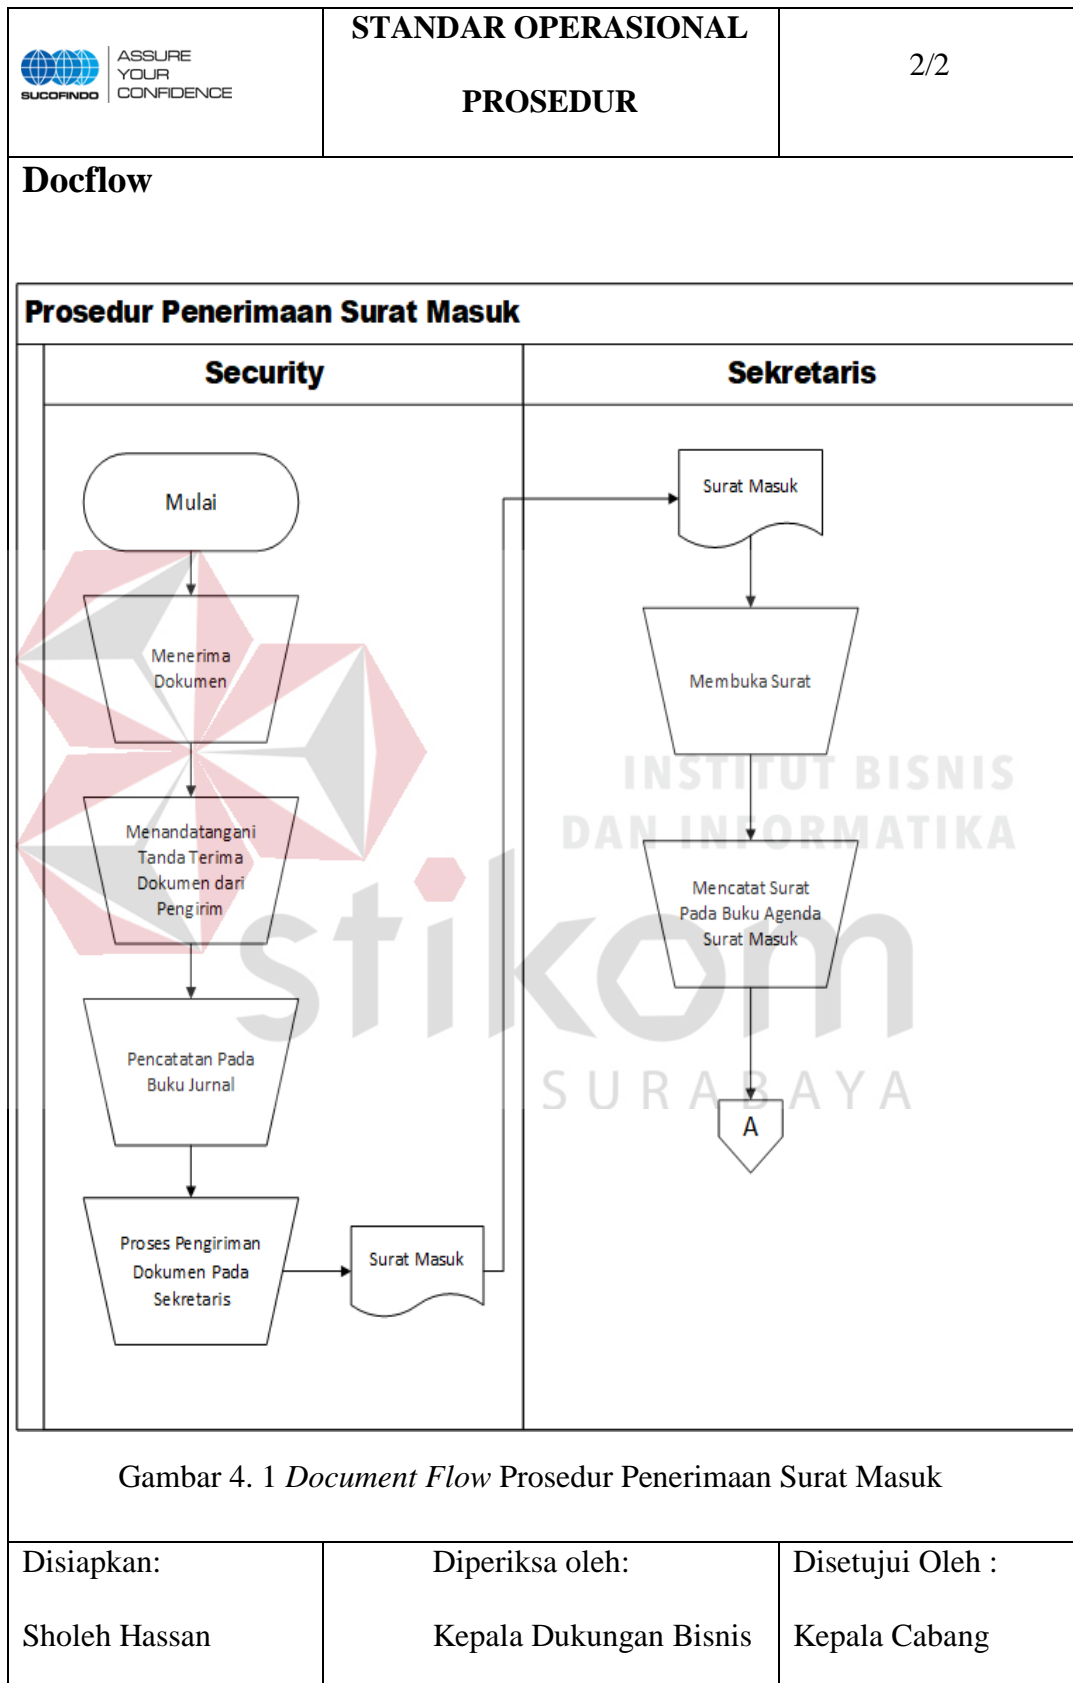 SUCOFINDO
ASSURE
YOUR
CONFIDENCE
STANDAR OPERASIONAL
PROSEDUR
2/2
Docflow
Prosedur Penerimaan Surat Masuk
Security
Sekretaris
Mulai
Menerima
Dokumen
Menandatangani
Tanda Terima
Dokumen dari
Pengirim
Pencatatan Pada
Buku Jurnal
Proses Pengiriman
Dokumen Pada
Sekretaris
Surat Masuk
Surat Masuk
Membuka Surat
Mencatat Surat
Pada Buku Agenda
Surat Masuk
A
INSTITUT BISNIS
DAN INFORMATIKA
stikom
SURABAYA
Gambar 4. 1 Document Flow Prosedur Penerimaan Surat Masuk
Disiapkan:
Sholeh Hassan
Diperiksa oleh:
Kepala Dukungan Bisnis
Disetujui Oleh :
Kepala Cabang